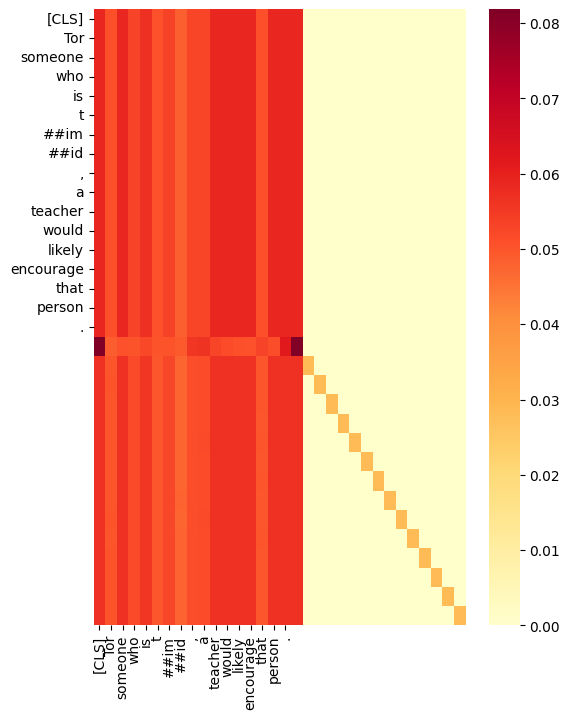 [CLS]
Tor
someone
who
is
t
##im
##id
,
a
teacher
would
likely
encourage
that
person
.
[CLS]
Tor
someone
who
is
t
##im
##id
,
a
teacher
would
likely
encourage
that
person
.
0.08
0.07
0.06
0.05
0.04
0.03
0.02
0.01
0.00